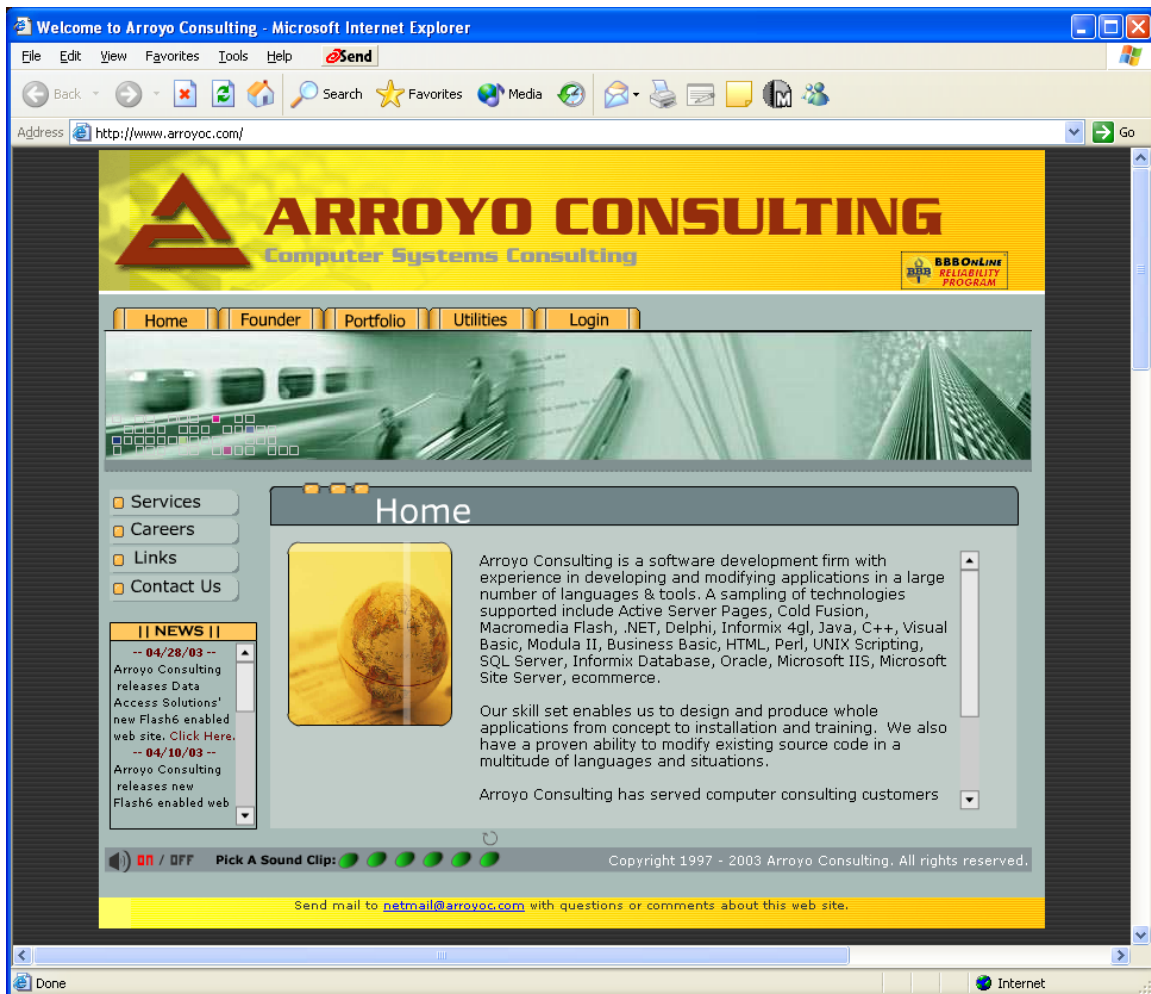 Welcome to Arroyo Consulting - Microsoft Internet Explorer
File Edit View Favorites Tools Help eSend
Back Search Favorites Media
Address http://www.arroyoc.com/ Go
ARROYO CONSULTING
Computer Systems Consulting
BBB BBBONLINE
RELIABILITY
PROGRAM
Home Founder Portfolio Utilities Login
Services
Careers
Links
Contact Us
|| NEWS ||
-- 04/28/03 --
Arroyo Consulting
releases Data
Access Solutions'
new Flash6 enabled
web site. Click Here.
-- 04/10/03 --
Arroyo Consulting
releases new
Flash6 enabled web
Home
Arroyo Consulting is a software development firm with
experience in developing and modifying applications in a large
number of languages & tools. A sampling of technologies
supported include Active Server Pages, Cold Fusion,
Macromedia Flash, .NET, Delphi, Informix 4gl, Java, C++, Visual
Basic, Modula II, Business Basic, HTML, Perl, UNIX Scripting,
SQL Server, Informix Database, Oracle, Microsoft IIS, Microsoft
Site Server, ecommerce.
Our skill set enables us to design and produce whole
applications from concept to installation and training. We also
have a proven ability to modify existing source code in a
multitude of languages and situations.
Arroyo Consulting has served computer consulting customers
ON / OFF Pick A Sound Clip: Copyright 1997 - 2003 Arroyo Consulting. All rights reserved.
Send mail to netmail@arroyoc.com with questions or comments about this web site.
Done Internet